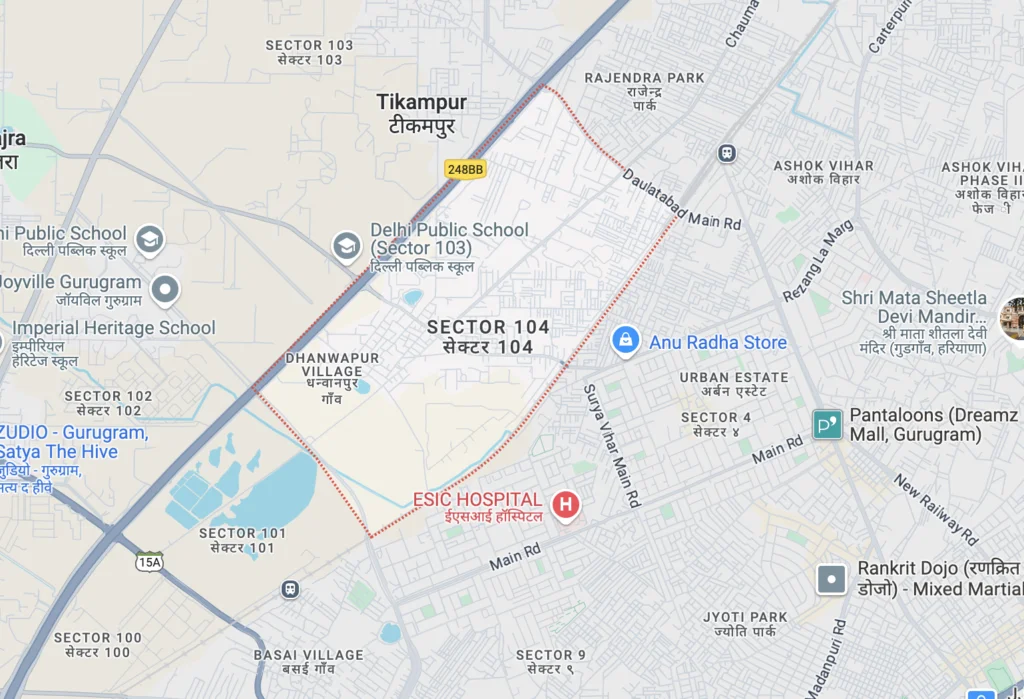 SECTOR 103
सेक्टर 103
Tikampur
टीकमपुर
RAJENDRA PARK
राजेन्द्र
पार्क
Chauma
Carterpur
248BB
Daulatabad Main Rd
ASHOK VIHAR
अशोक विहार
ASHOK VIHA
PHASE II
अशोक विहार
jra
रा
ni Public School
दिल्ली पब्लिक स्कूल
Delhi Public School
(Sector 103)
दिल्ली पब्लिक स्कूल
Rezang La Marg
Joyville Gurugram
जॉयविल गुरुग्राम
Imperial Heritage School
इम्पीरियल
हेरिटेज स्कूल
SECTOR 104
सेक्टर 104
Anu Radha Store
Shri Mata Sheetla
Devi Mandir...
श्री माता शीतला देवी
मंदिर (गुडगाँव, हरियाणा)
DHANWAPUR
VILLAGE
धन्वानपुर
गाँव
URBAN ESTATE
अर्बन एस्टेट
SECTOR 4
सेक्टर ४
SECTOR 102
सेक्टर 102
ZUDIO - Gurugram,
Satya The Hive
जुडियो - गुरुग्राम,
सत्य द हीवे
Surya Vihar Main Rd
Main Rd
Pantaloons (Dreamz
Mall, Gurugram)
ESIC HOSPITAL
ईएसआई हॉस्पिटल
H
New Railway Rd
SECTOR 101
सेक्टर 101
15A
Main Rd
Rankrit Dojo (रणक्रित
डोजो) - Mixed Martial
SECTOR 100
सेक्टर 100
BASAI VILLAGE
बसई गाँव
SECTOR 9
सेक्टर ९
JYOTI PARK
ज्योति पार्क
Madanpuri Rd